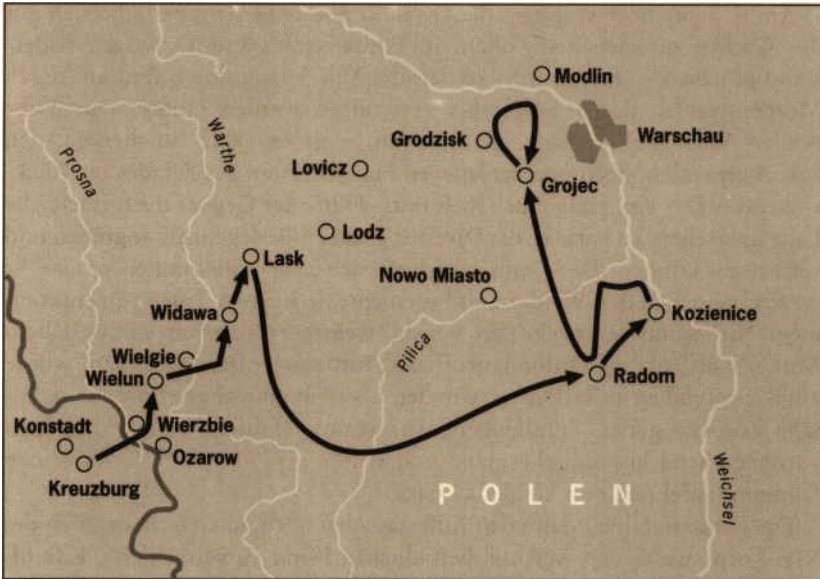 Modlin
Warthe
Warschau
Prosna
Grodzisk
Lovicz
Grojec
Lodz
Lask
Nowo Miasto
Widawa
Kozienice
Wielgie
Pilica
Wielun
Radom
Konstadt
Wierzbie
Ozarow
Kreuzburg
Weichsel
POLEN